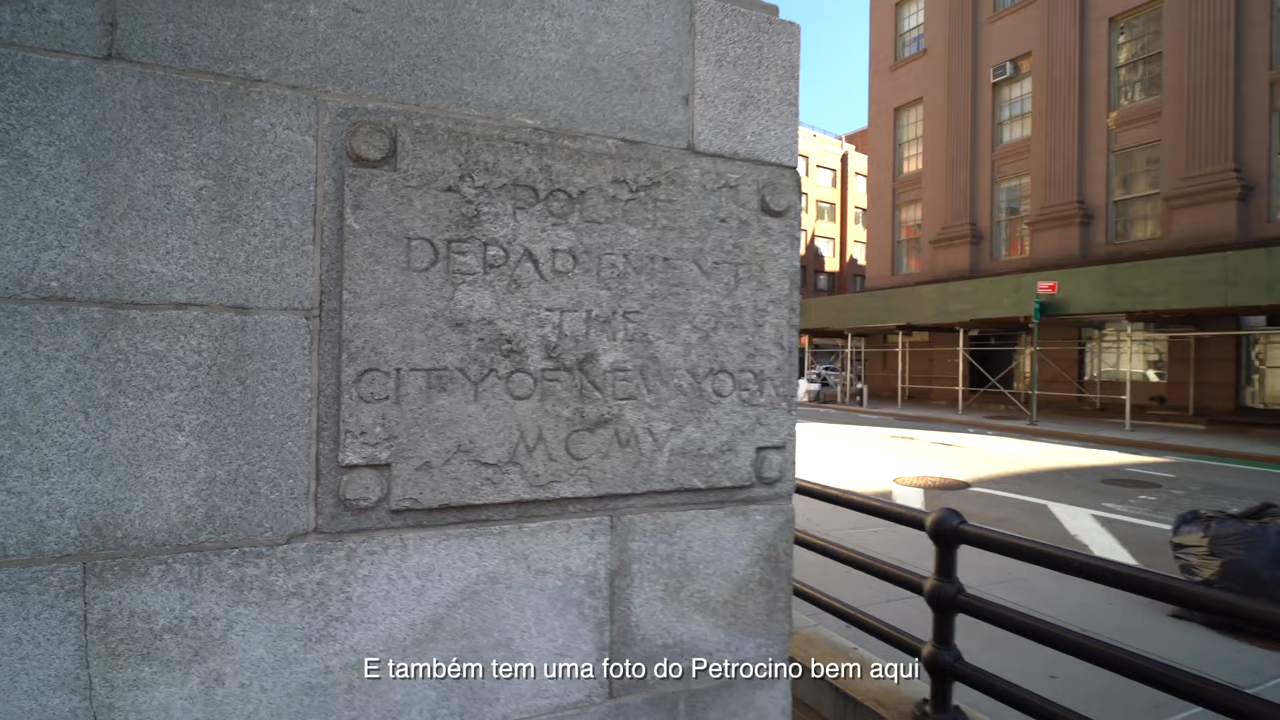 POLICE
DEPARTMENT
THE
CITY OF NEW YORK
MCMV
E também tem uma foto do Petrocino bem aqui